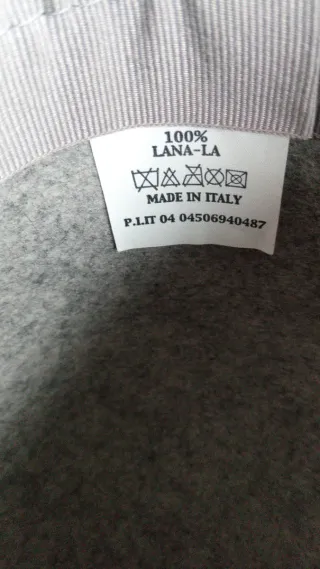 100%
LANA-LA
MADE IN ITALY
P.I.IT 04 04506940487